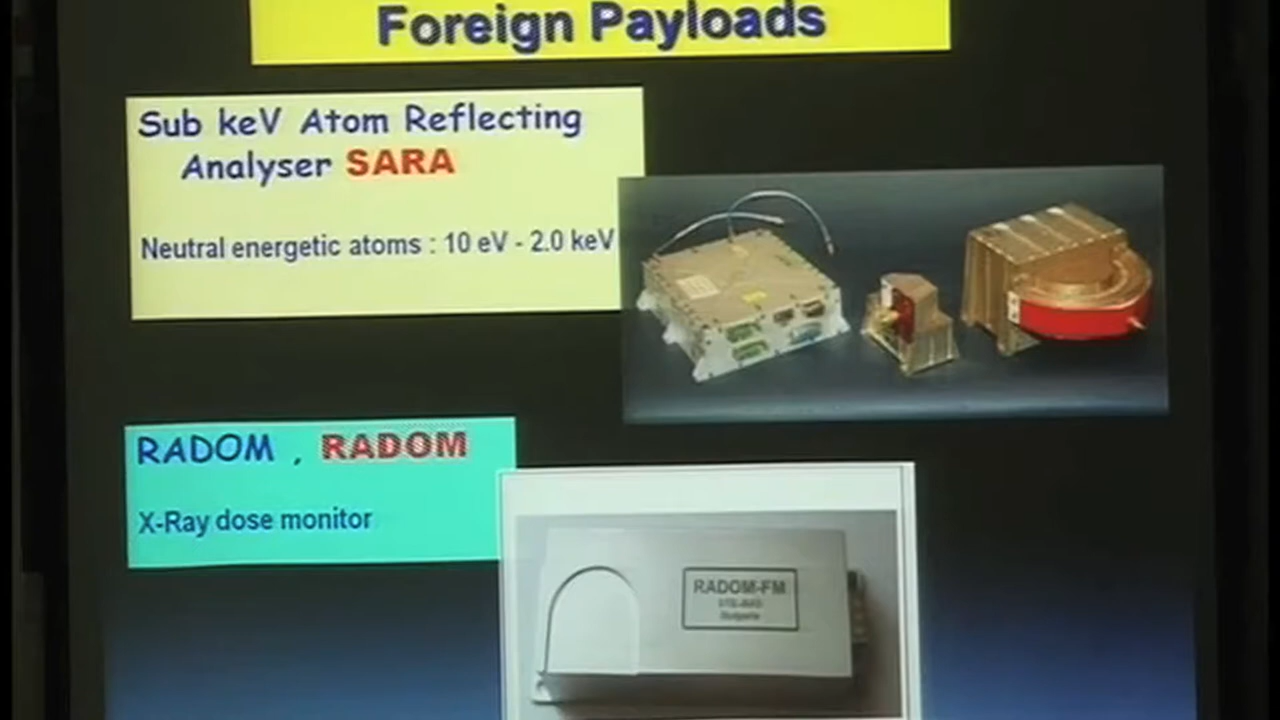 Foreign Payloads
Sub keV Atom Reflecting
Analyser SARA
Neutral energetic atoms : 10 eV - 2.0 keV
RADOM , RADOM
X-Ray dose monitor
RADOM-FM
Bulgaria